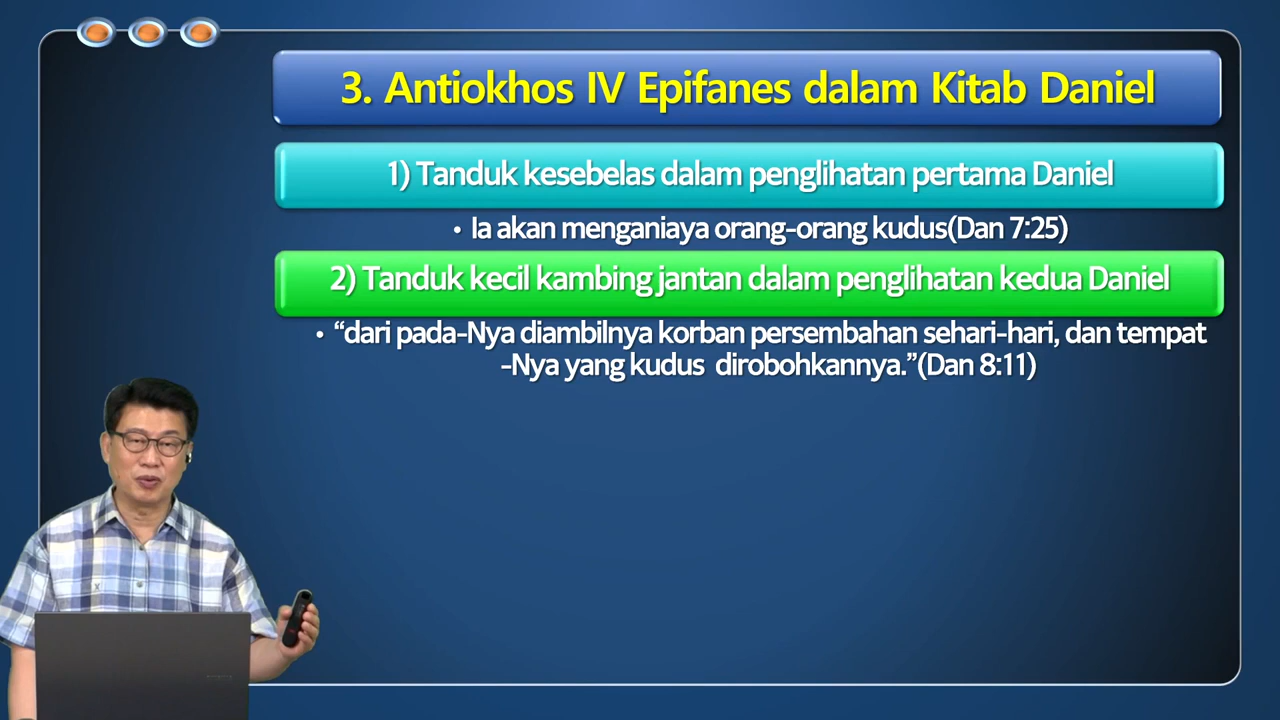 3. Antiokhos IV Epifanes dalam Kitab Daniel
1) Tanduk kesebelas dalam penglihatan pertama Daniel
• Ia akan menganiaya orang-orang kudus(Dan 7:25)
2) Tanduk kecil kambing jantan dalam penglihatan kedua Daniel
• “dari pada-Nya diambilnya korban persembahan sehari-hari, dan tempat
-Nya yang kudus dirobohkannya.”(Dan 8:11)